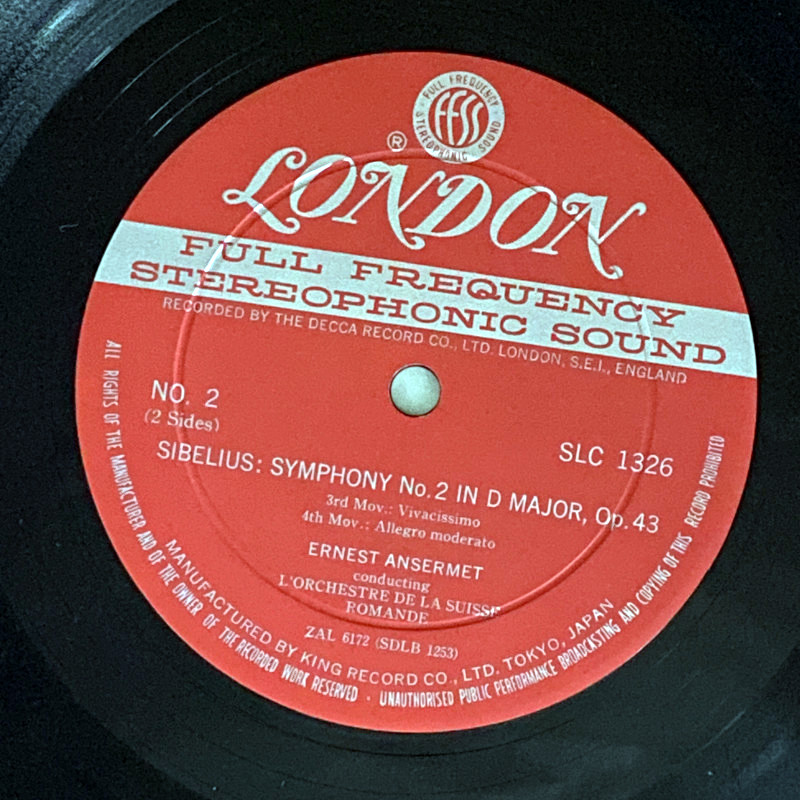 FULL FREQUENCY
FFSS
STEREOPHONIC SOUND
®
LONDON
FULL FREQUENCY
STEREOPHONIC SOUND
RECORDED BY THE DECCA RECORD CO., LTD. LONDON, S.E.I., ENGLAND
NO. 2
(2 Sides)
SLC 1326
SIBELIUS: SYMPHONY No. 2 IN D MAJOR, Op. 43
3rd Mov.: Vivacissimo
4th Mov.: Allegro moderato
ERNEST ANSERMET
conducting
L'ORCHESTRE DE LA SUISSE
ROMANDE
ZAL 6172 (SDLB 1253)
MANUFACTURED BY KING RECORD CO., LTD. TOKYO, JAPAN
ALL RIGHTS OF THE MANUFACTURER AND OF THE OWNER OF THE RECORDED WORK RESERVED · UNAUTHORISED PUBLIC PERFORMANCE BROADCASTING AND COPYING OF THIS RECORD PROHIBITED